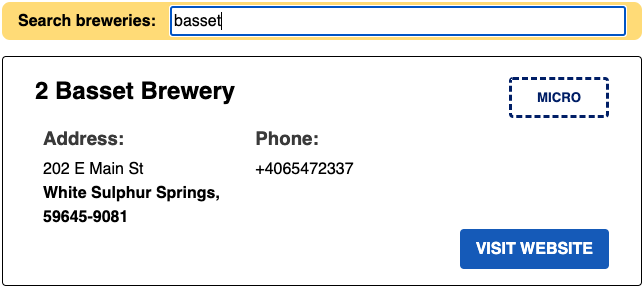 Search breweries: basset
2 Basset Brewery
MICRO
Address:
202 E Main St
White Sulphur Springs,
59645-9081
Phone:
+4065472337
VISIT WEBSITE